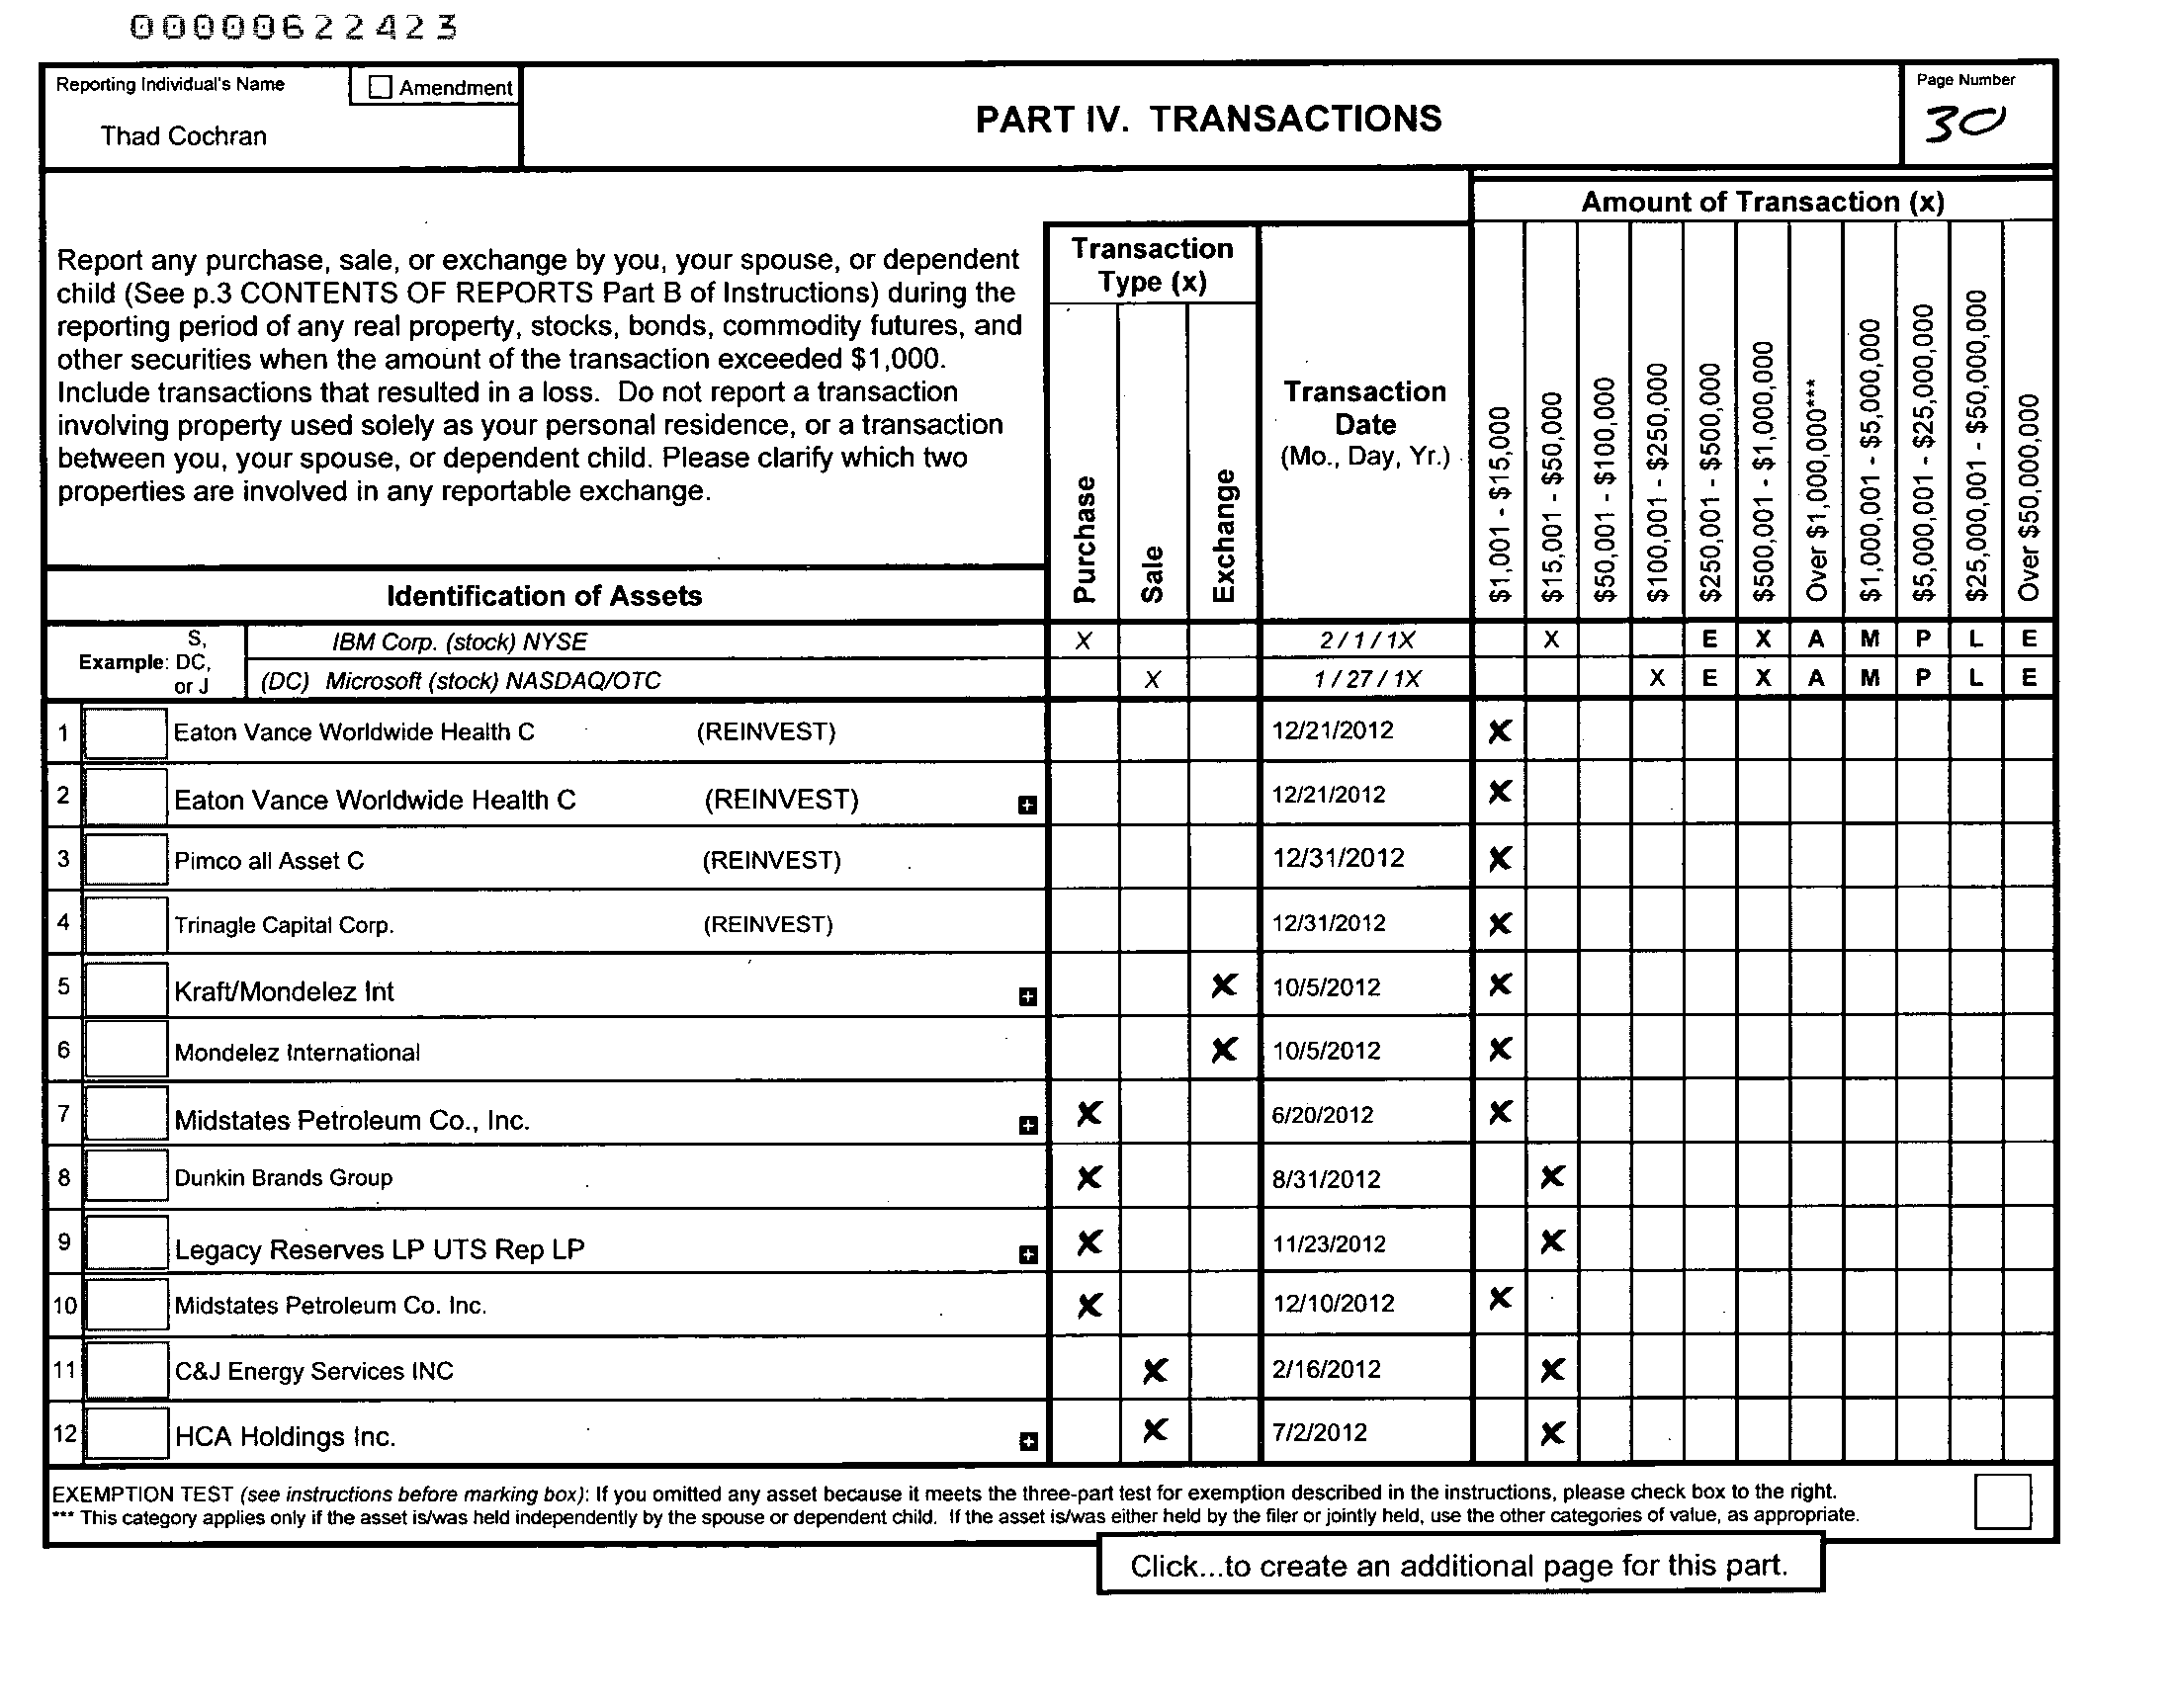 00000622423
Reporting Individual's Name
Amendment
Thad Cochran
PART IV. TRANSACTIONS
Page Number
30
Report any purchase, sale, or exchange by you, your spouse, or dependent
child (See p.3 CONTENTS OF REPORTS Part B of Instructions) during the
reporting period of any real property, stocks, bonds, commodity futures, and
other securities when the amount of the transaction exceeded $1,000.
Include transactions that resulted in a loss. Do not report a transaction
involving property used solely as your personal residence, or a transaction
between you, your spouse, or dependent child. Please clarify which two
properties are involved in any reportable exchange.
Identification of Assets
Transaction
Type (x)
Purchase
Sale
Exchange
Transaction
Date
(Mo., Day, Yr.)
Amount of Transaction (x)
$1,001 - $15,000
$15,001 - $50,000
$50,001 - $100,000
$100,001 - $250,000
$250,001 - $500,000
$500,001 - $1,000,000
Over $1,000,000***
$1,000,001 - $5,000,000
$5,000,001 - $25,000,000
$25,000,001 - $50,000,000
Over $50,000,000
Example: S, DC, or J
IBM Corp. (stock) NYSE X 2 / 1 / 1X X E X A M P L E
(DC) Microsoft (stock) NASDAQ/OTC X 1 / 27 / 1X X E X A M P L E
1 Eaton Vance Worldwide Health C (REINVEST) 12/21/2012 X
2 Eaton Vance Worldwide Health C (REINVEST) + 12/21/2012 X
3 Pimco all Asset C (REINVEST) 12/31/2012 X
4 Trinagle Capital Corp. (REINVEST) 12/31/2012 X
5 Kraft/Mondelez Int + X 10/5/2012 X
6 Mondelez International X 10/5/2012 X
7 Midstates Petroleum Co., Inc. + X 6/20/2012 X
8 Dunkin Brands Group X 8/31/2012 X
9 Legacy Reserves LP UTS Rep LP + X 11/23/2012 X
10 Midstates Petroleum Co. Inc. X 12/10/2012 X
11 C&J Energy Services INC X 2/16/2012 X
12 HCA Holdings Inc. + X 7/2/2012 X
EXEMPTION TEST (see instructions before marking box): If you omitted any asset because it meets the three-part test for exemption described in the instructions, please check box to the right.
*** This category applies only if the asset is/was held independently by the spouse or dependent child. If the asset is/was either held by the filer or jointly held, use the other categories of value, as appropriate.
Click...to create an additional page for this part.